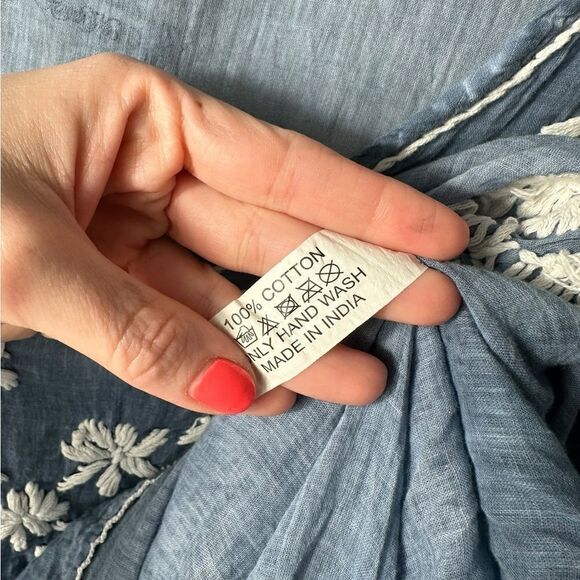 100% COTTON
ONLY HAND WASH
MADE IN INDIA